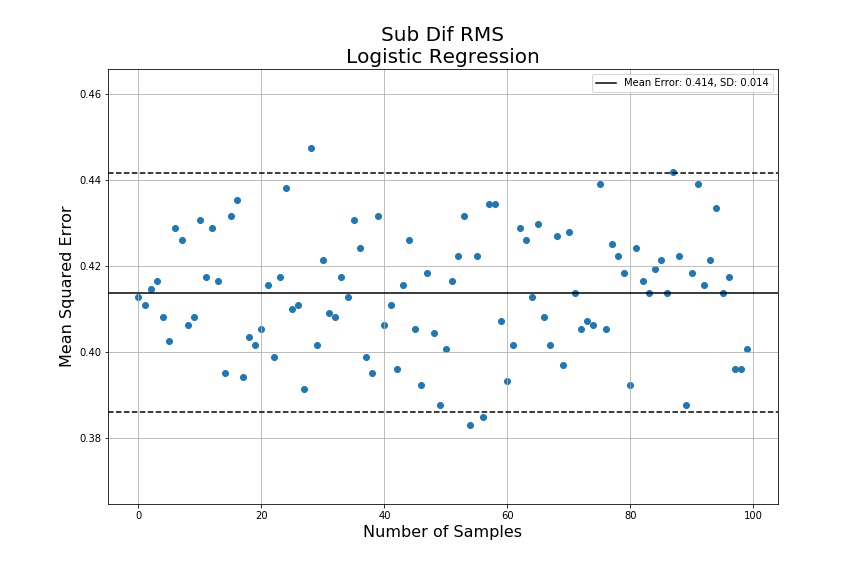 Sub Dif RMS
Logistic Regression
Mean Error: 0.414, SD: 0.014
0.46
0.44
0.42
0.40
0.38
Mean Squared Error
0
20
40
60
80
100
Number of Samples